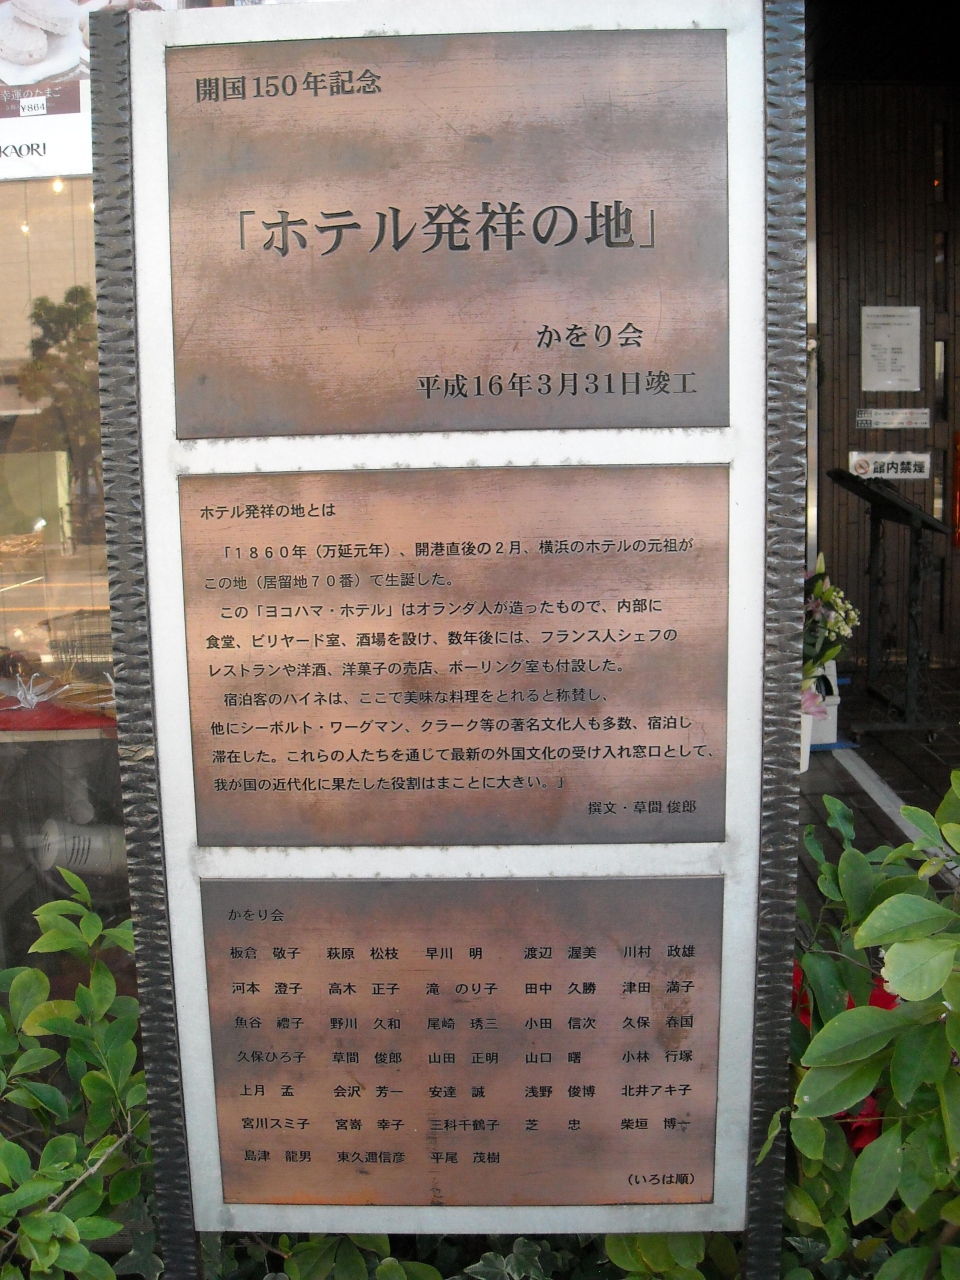 幸運のたまご
¥864
KAORI
開国150年記念
「ホテル発祥の地」
かをり会
平成16年3月31日竣工
ホテル発祥の地とは
「1860年（万延元年）、開港直後の2月、横浜のホテルの元祖が
この地（居留地70番）で生誕した。
この「ヨコハマ・ホテル」はオランダ人が造ったもので、内部に
食堂、ビリヤード室、酒場を設け、数年後には、フランス人シェフの
レストランや洋酒、洋菓子の売店、ボーリング室も付設した。
宿泊客のハイネは、ここで美味な料理をとれると称賛し、
他にシーボルト・ワーグマン、クラーク等の著名文化人も多数、宿泊し
滞在した。これらの人たちを通じて最新の外国文化の受け入れ窓口として、
我が国の近代化に果たした役割はまことに大きい。」
撰文・草間 俊郎
かをり会
板倉 敬子 萩原 松枝 早川 明 渡辺 渥美 川村 政雄
河本 澄子 高木 正子 滝 のり子 田中 久勝 津田 満子
魚谷 禮子 野川 久和 尾崎 琇三 小田 信次 久保 春国
久保ひろ子 草間 俊郎 山田 正明 山口 曙 小林 行塚
上月 孟 会沢 芳一 安達 誠 浅野 俊博 北井アキ子
宮川スミ子 宮嵜 幸子 三科千鶴子 芝 忠 柴垣 博一
島津 龍男 東久邇信彦 平尾 茂樹
（いろは順）
館内禁煙